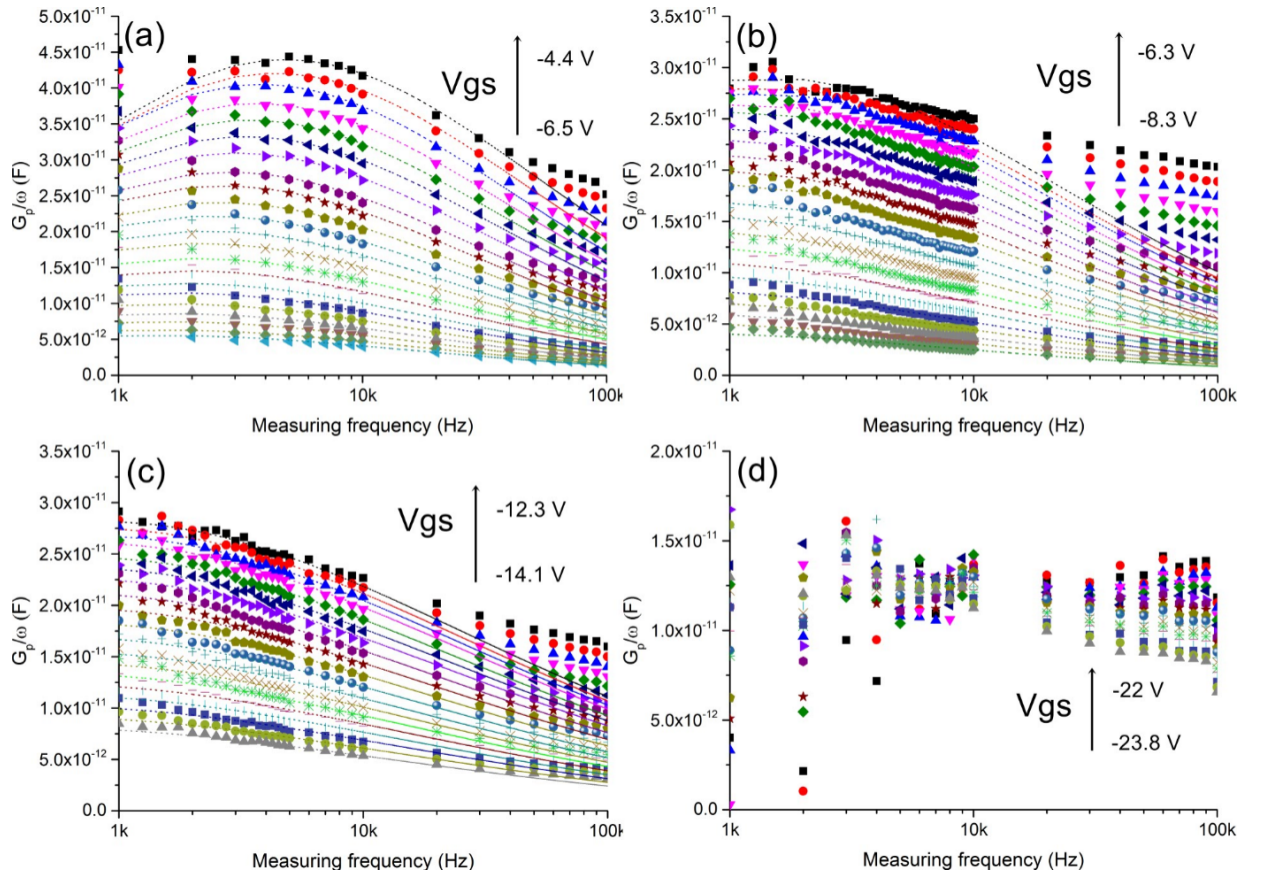 (a)
5.0x10⁻¹¹
4.5x10⁻¹¹
4.0x10⁻¹¹
3.5x10⁻¹¹
3.0x10⁻¹¹
2.5x10⁻¹¹
2.0x10⁻¹¹
1.5x10⁻¹¹
1.0x10⁻¹¹
5.0x10⁻¹²
0.0
Gₚ/ω (F)
Vgs
-4.4 V
-6.5 V
1k
10k
100k
Measuring frequency (Hz)
(b)
3.5x10⁻¹¹
3.0x10⁻¹¹
2.5x10⁻¹¹
2.0x10⁻¹¹
1.5x10⁻¹¹
1.0x10⁻¹¹
5.0x10⁻¹²
0.0
Gₚ/ω (F)
Vgs
-6.3 V
-8.3 V
1k
10k
100k
Measuring frequency (Hz)
(c)
3.5x10⁻¹¹
3.0x10⁻¹¹
2.5x10⁻¹¹
2.0x10⁻¹¹
1.5x10⁻¹¹
1.0x10⁻¹¹
5.0x10⁻¹²
0.0
Gₚ/ω (F)
Vgs
-12.3 V
-14.1 V
1k
10k
100k
Measuring frequency (Hz)
(d)
2.0x10⁻¹¹
1.5x10⁻¹¹
1.0x10⁻¹¹
5.0x10⁻¹²
0.0
Gₚ/ω (F)
Vgs
-22 V
-23.8 V
1k
10k
100k
Measuring frequency (Hz)